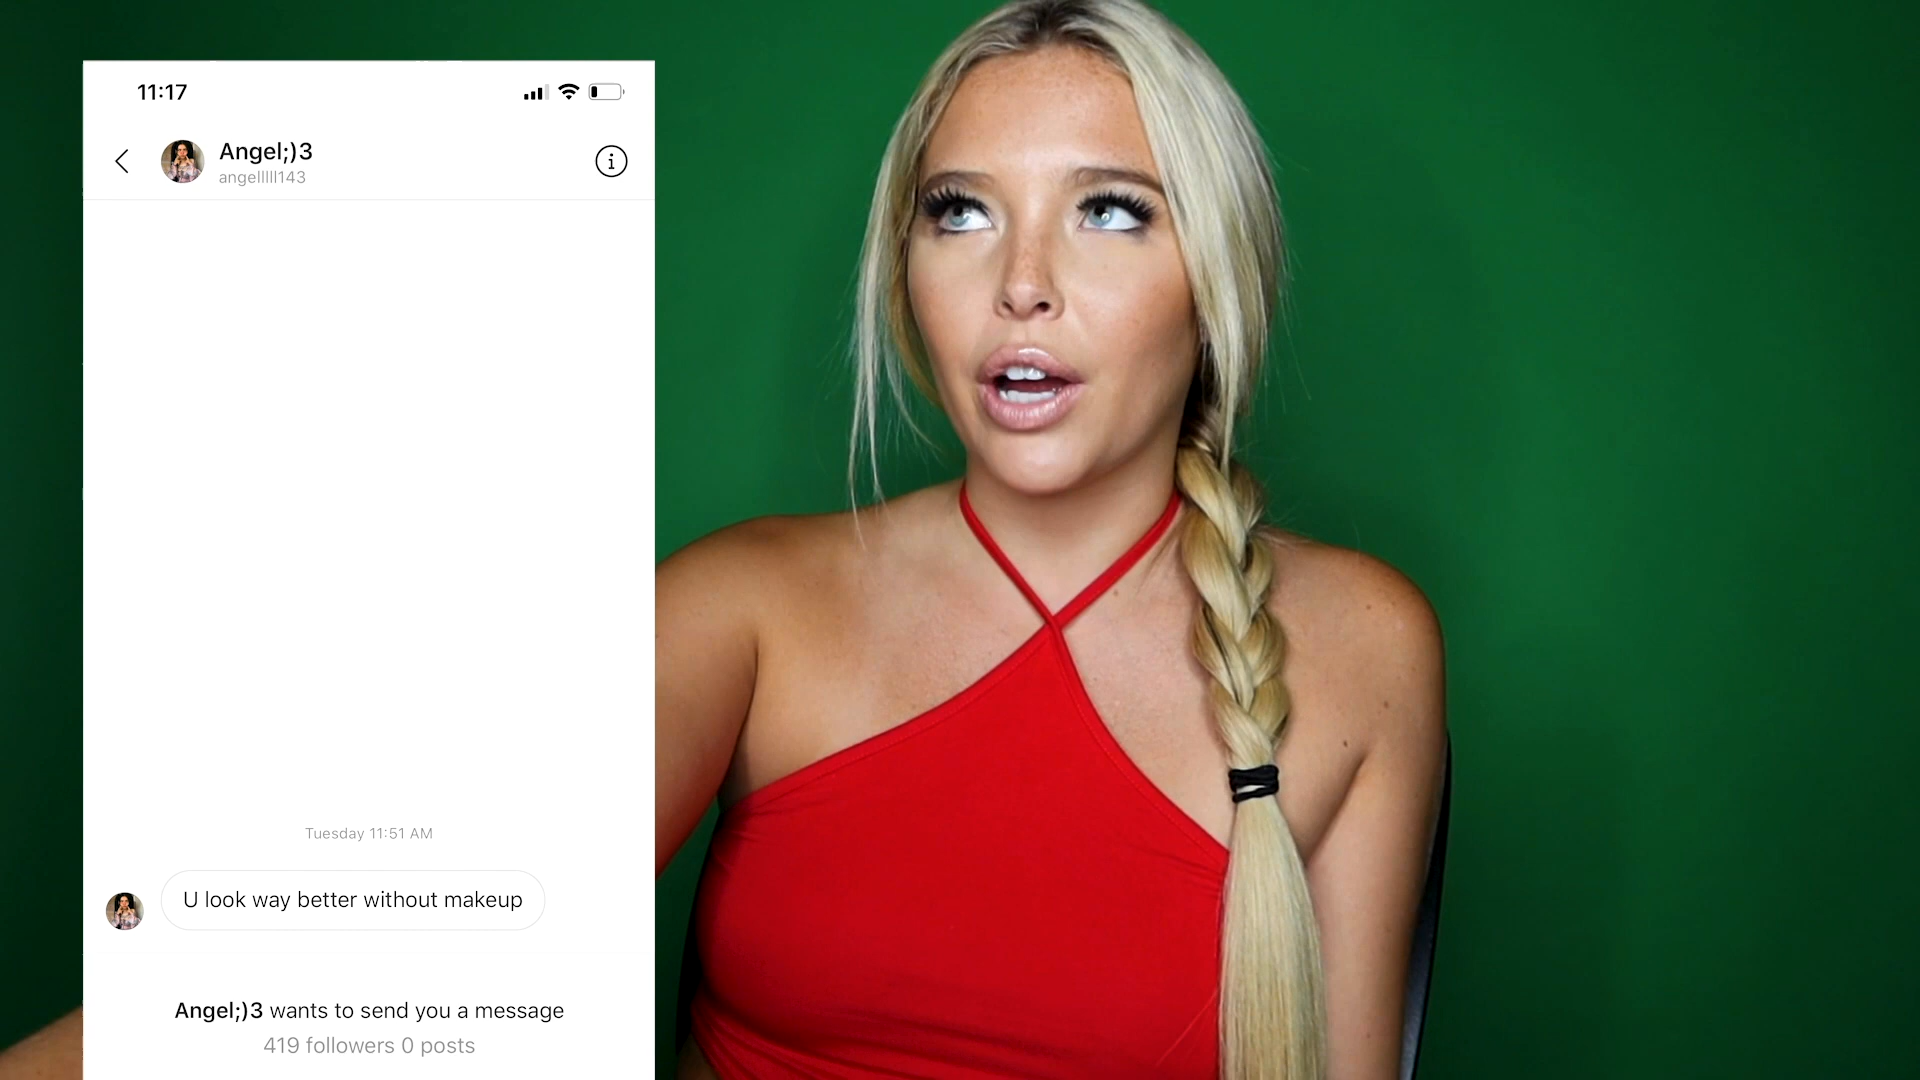 11:17
Angel;)3
angelllll143
Tuesday 11:51 AM
U look way better without makeup
Angel;)3 wants to send you a message
419 followers 0 posts